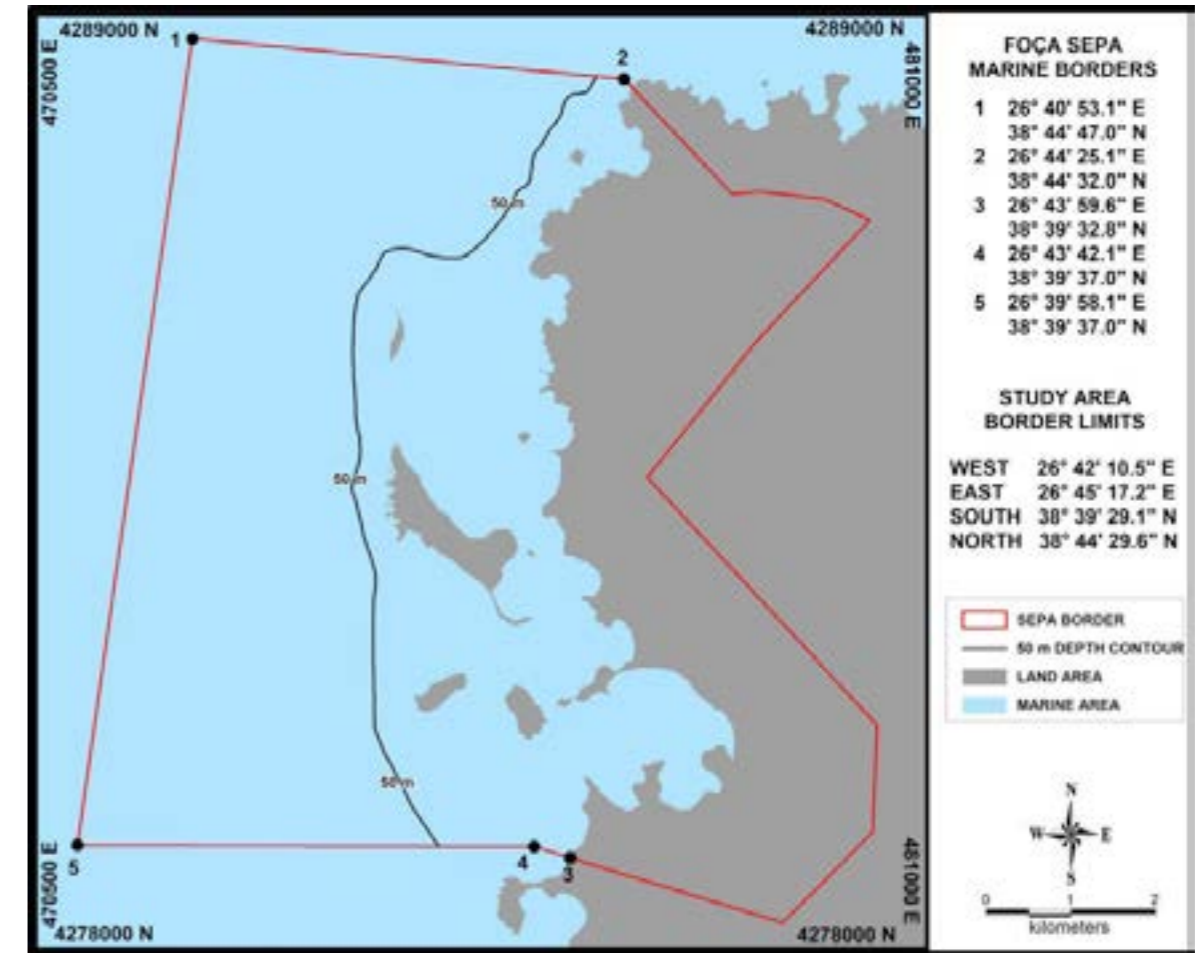 4289000 N
4289000 N
470500 E
481000 E
1
2
50 m
50 m
50 m
5
4
3
470500 E
481000 E
4278000 N
4278000 N
FOÇA SEPA
MARINE BORDERS
1 26° 40' 53.1" E
38° 44' 47.0" N
2 26° 44' 25.1" E
38° 44' 32.0" N
3 26° 43' 59.6" E
38° 39' 32.8" N
4 26° 43' 42.1" E
38° 39' 37.0" N
5 26° 39' 58.1" E
38° 39' 37.0" N
STUDY AREA
BORDER LIMITS
WEST 26° 42' 10.5" E
EAST 26° 45' 17.2" E
SOUTH 38° 39' 29.1" N
NORTH 38° 44' 29.6" N
SEPA BORDER
50 m DEPTH CONTOUR
LAND AREA
MARINE AREA
N
W E
S
0 1 2
kilometers